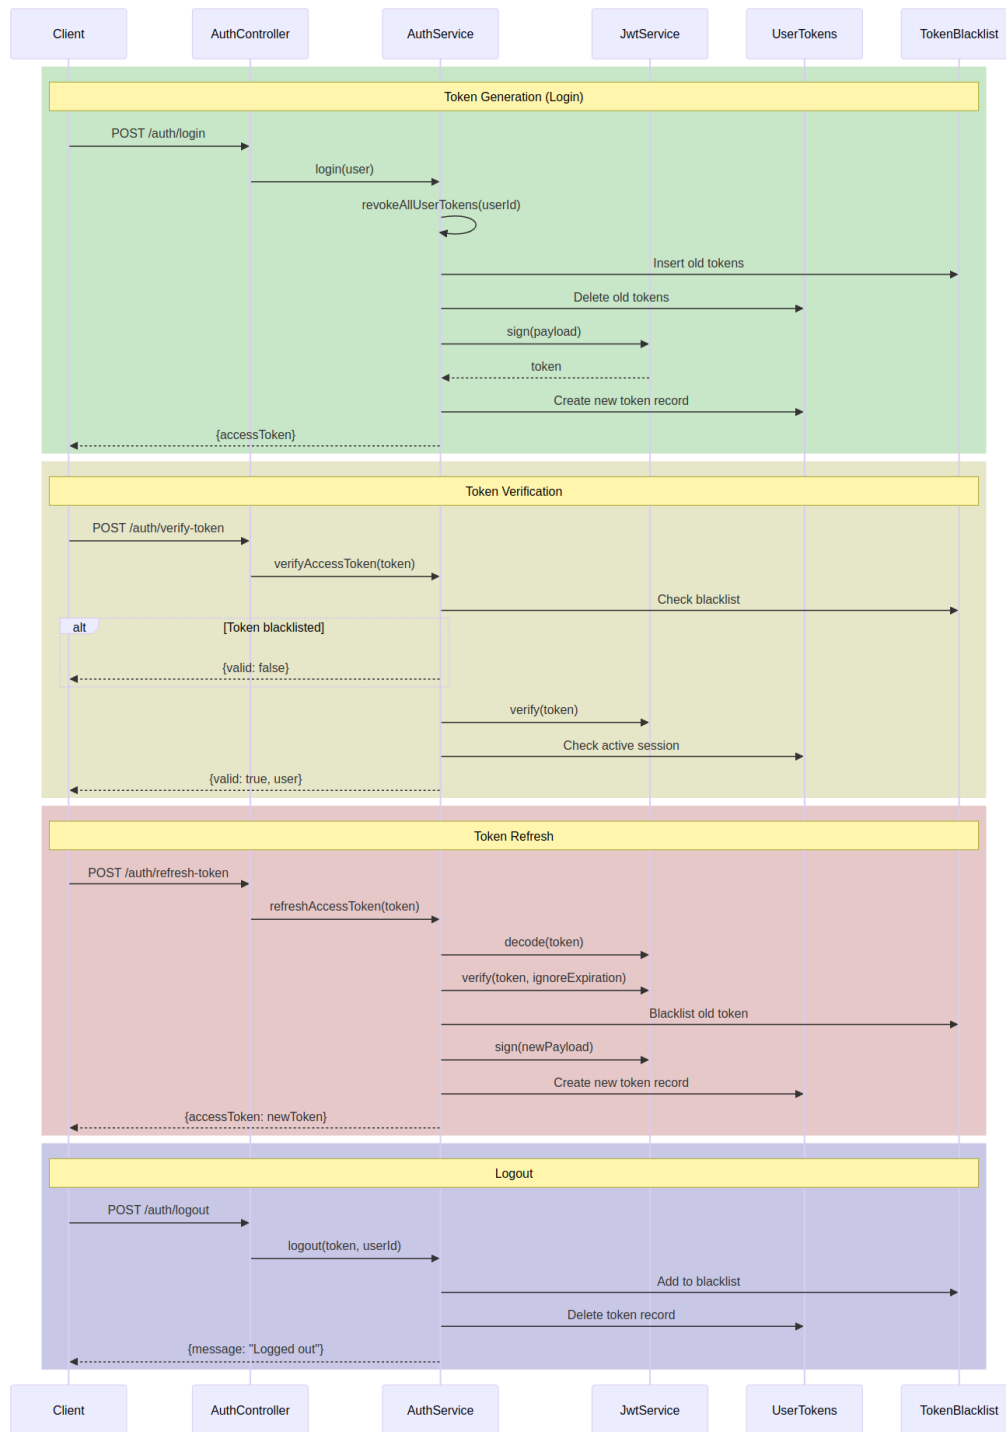 Client
AuthController
AuthService
JwtService
UserTokens
TokenBlacklist
Token Generation (Login)
POST /auth/login
login(user)
revokeAllUserTokens(userId)
Insert old tokens
Delete old tokens
sign(payload)
token
Create new token record
{accessToken}
Token Verification
POST /auth/verify-token
verifyAccessToken(token)
Check blacklist
alt
[Token blacklisted]
{valid: false}
verify(token)
Check active session
{valid: true, user}
Token Refresh
POST /auth/refresh-token
refreshAccessToken(token)
decode(token)
verify(token, ignoreExpiration)
Blacklist old token
sign(newPayload)
Create new token record
{accessToken: newToken}
Logout
POST /auth/logout
logout(token, userId)
Add to blacklist
Delete token record
{message: "Logged out"}
Client
AuthController
AuthService
JwtService
UserTokens
TokenBlacklist